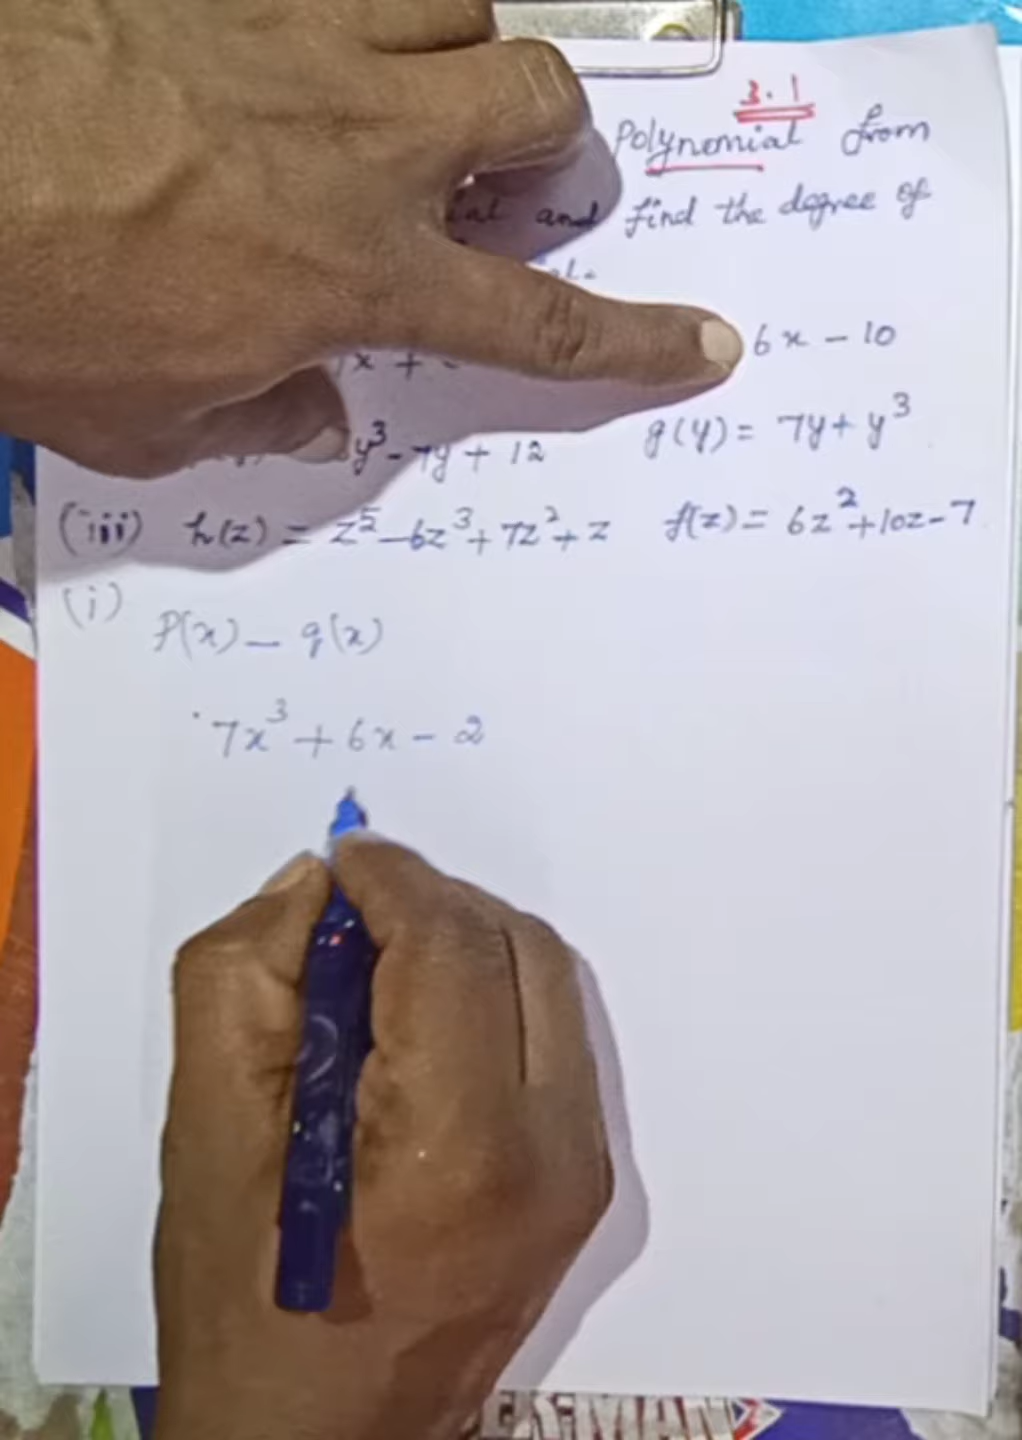 3.1
Polynomial from
and find the degree of
6x - 10
y³ - 7y + 12 g(y) = 7y + y³
(iii) h(z) = z⁵ - 6z³ + 7z² + z f(z) = 6z² + 10z - 7
(i)
P(x) - q(x)
7x³ + 6x - 2